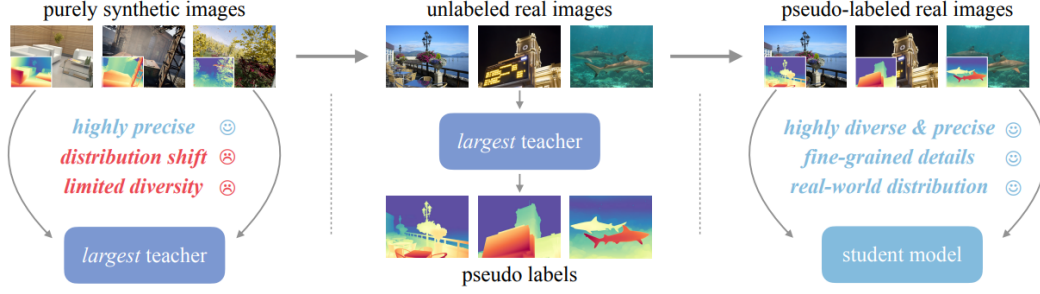 purely synthetic images
unlabeled real images
pseudo-labeled real images
highly precise
distribution shift
limited diversity
largest teacher
largest teacher
pseudo labels
highly diverse & precise
fine-grained details
real-world distribution
student model